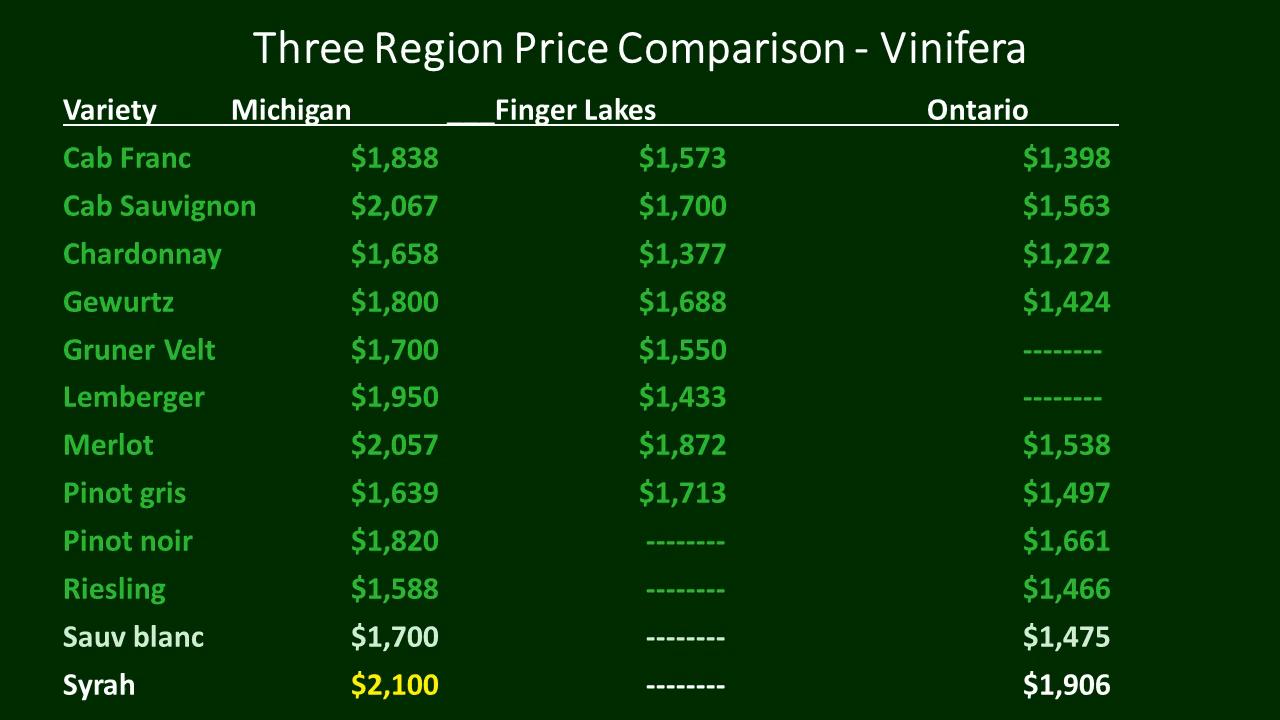 Three Region Price Comparison - Vinifera
Variety Michigan ___Finger Lakes Ontario
Cab Franc $1,838 $1,573 $1,398
Cab Sauvignon $2,067 $1,700 $1,563
Chardonnay $1,658 $1,377 $1,272
Gewurtz $1,800 $1,688 $1,424
Gruner Velt $1,700 $1,550 --------
Lemberger $1,950 $1,433 --------
Merlot $2,057 $1,872 $1,538
Pinot gris $1,639 $1,713 $1,497
Pinot noir $1,820 -------- $1,661
Riesling $1,588 -------- $1,466
Sauv blanc $1,700 -------- $1,475
Syrah $2,100 -------- $1,906